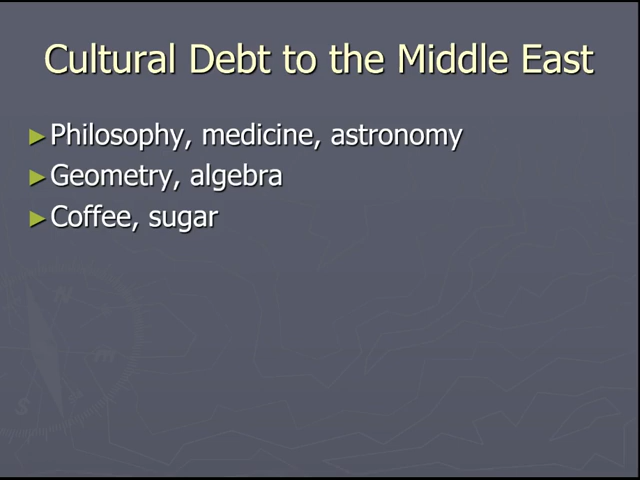 Cultural Debt to the Middle East
►Philosophy, medicine, astronomy
►Geometry, algebra
►Coffee, sugar
N
m
S